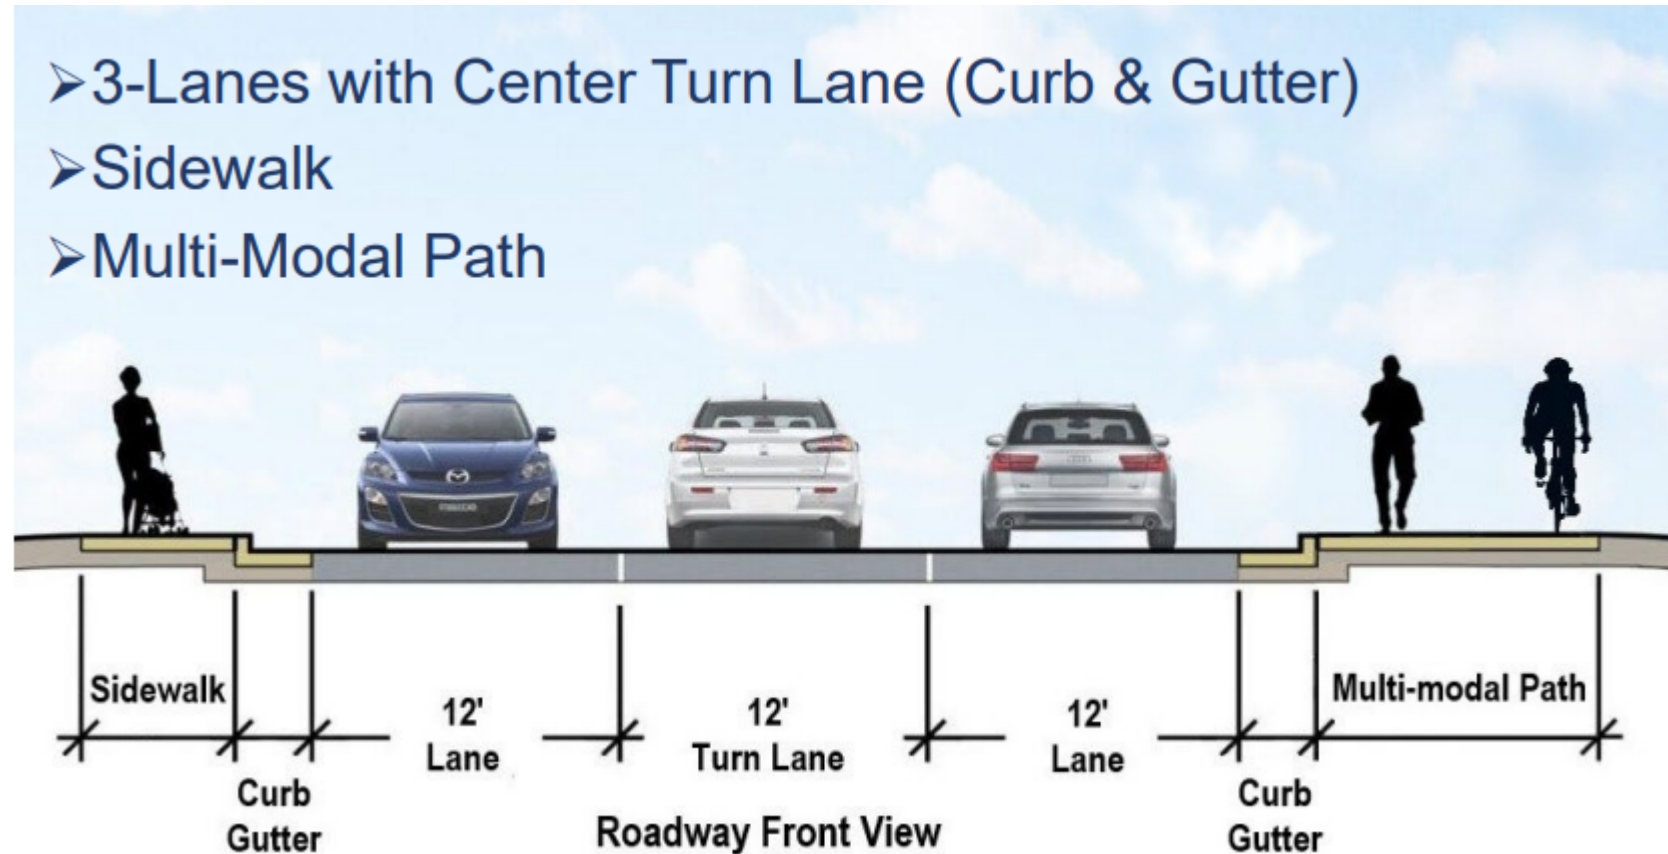 ➢3-Lanes with Center Turn Lane (Curb & Gutter)
➢Sidewalk
➢Multi-Modal Path
Sidewalk
Multi-modal Path
12'
12'
12'
Lane
Turn Lane
Lane
Curb
Gutter
Curb
Gutter
Roadway Front View